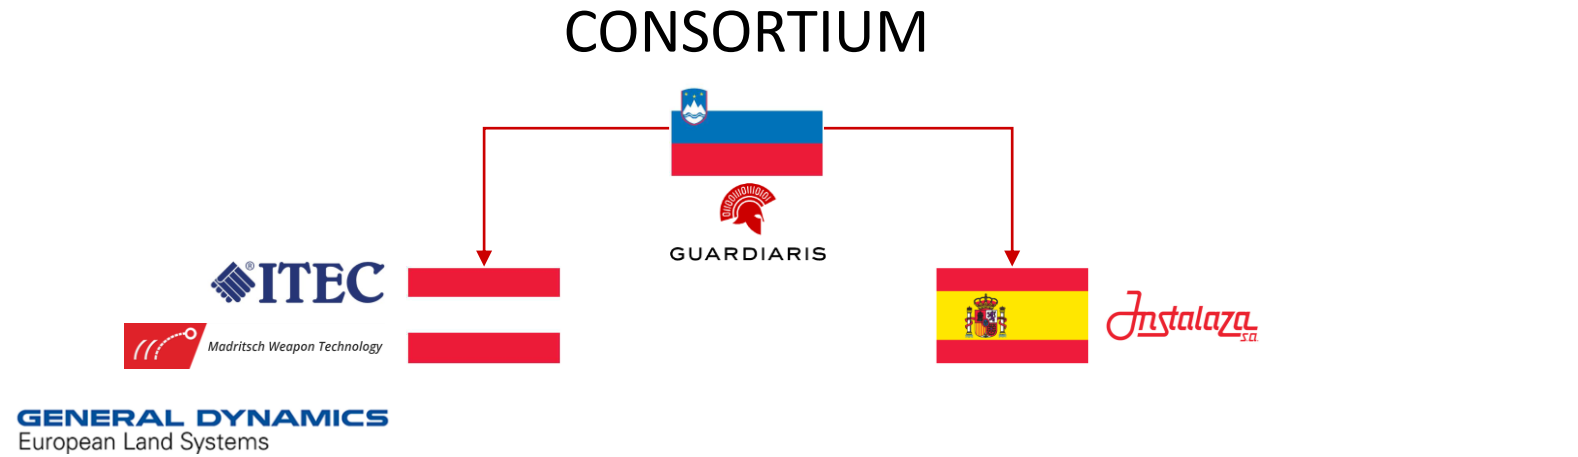 CONSORTIUM
GUARDIARIS
ITEC®
Madritsch Weapon Technology
GENERAL DYNAMICS
European Land Systems
Instalaza
s.a.